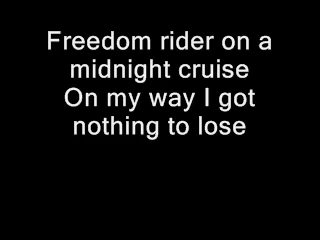 Freedom rider on a
midnight cruise
On my way I got
nothing to lose